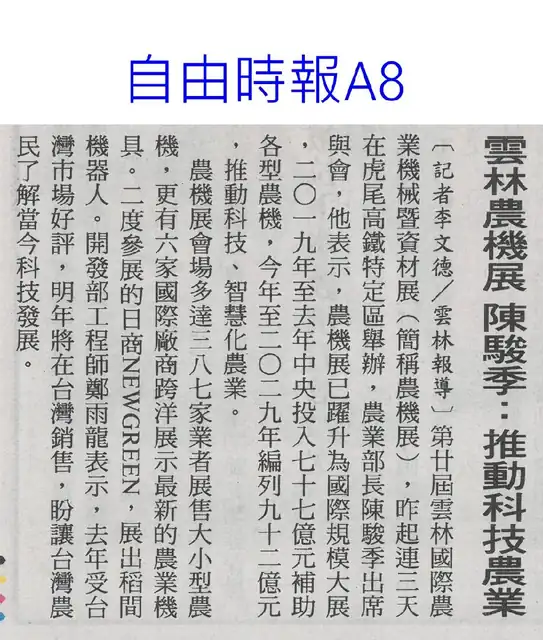 自由時報A8
雲林農機展 陳駿季：推動科技農業
〔記者李文德／雲林報導〕第廿屆雲林國際農
業機械暨資材展（簡稱農機展），昨起連三天
在虎尾高鐵特定區舉辦，農業部長陳駿季出席
與會，他表示，農機展已躍升為國際規模大展
，二〇一九年至去年中央投入七十七億元補助
各型農機，今年至二〇二九年編列九十二億元
，推動科技、智慧化農業。
農機展會場多達三八七家業者展售大小型農
機，更有六家國際廠商跨洋展示最新的農業機
具。二度參展的日商NEWGREEN，展出稻間
機器人。開發部工程師鄭雨龍表示，去年受台
灣市場好評，明年將在台灣銷售，盼讓台灣農
民了解當今科技發展。